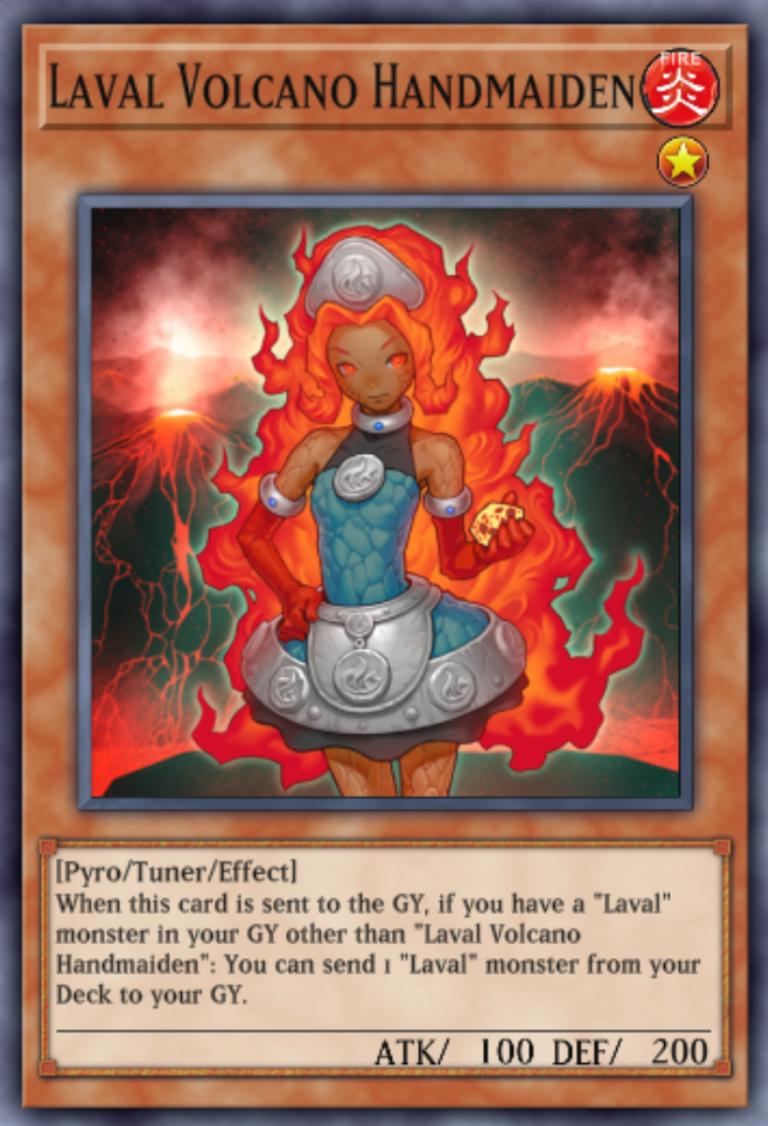 LAVAL VOLCANO HANDMAIDEN
FIRE
炎
[Pyro/Tuner/Effect]
When this card is sent to the GY, if you have a "Laval"
monster in your GY other than "Laval Volcano
Handmaiden": You can send 1 "Laval" monster from your
Deck to your GY.
ATK/ 100 DEF/ 200